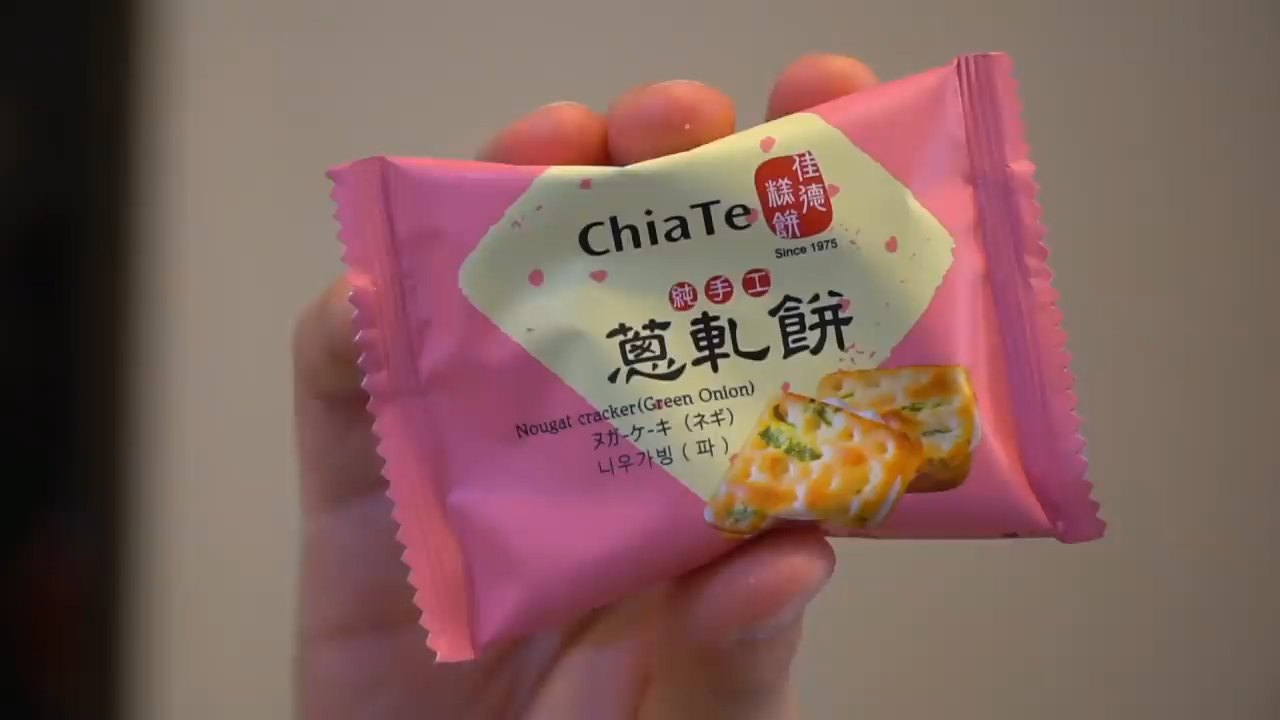 ChiaTe
佳德
糕餅
Since 1975
純手工
蔥軋餅
Nougat cracker(Green Onion)
ヌガーケーキ（ネギ）
니우가빙 ( 파 )